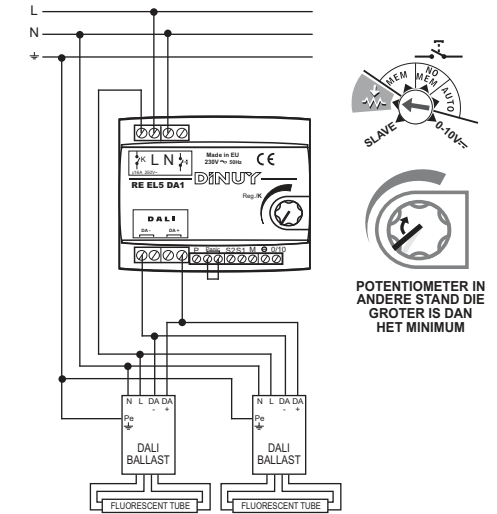 L
N
MEM
NO MEM
AUTO
0-10V
SLAVE
K L N
Made in EU
230V~ 50Hz
CE
RE EL5 DA1
DINUY
Reg./K
DALI
DA - DA +
P S2 S1 M 0/10
POTENTIOMETER IN
ANDERE STAND DIE
GROTER IS DAN
HET MINIMUM
N L DA DA
- +
Pe
DALI
BALLAST
FLUORESCENT TUBE
N L DA DA
- +
Pe
DALI
BALLAST
FLUORESCENT TUBE